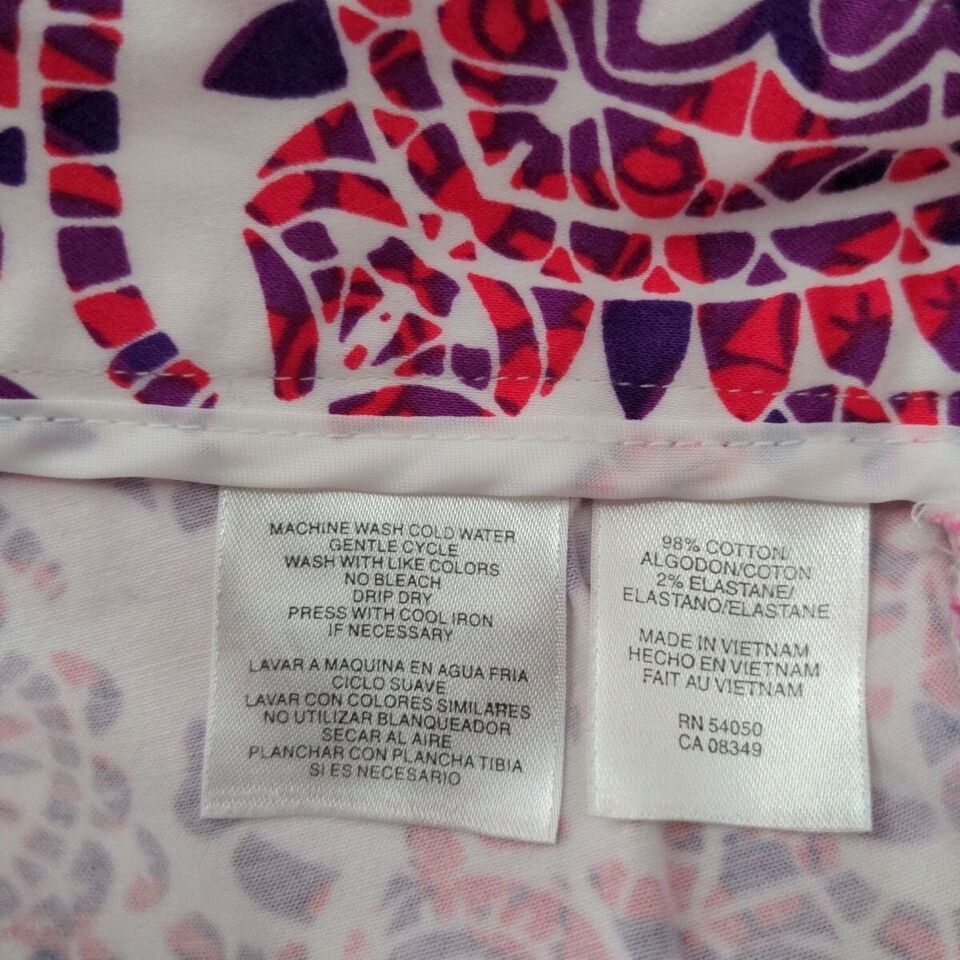 MACHINE WASH COLD WATER
GENTLE CYCLE
WASH WITH LIKE COLORS
NO BLEACH
DRIP DRY
PRESS WITH COOL IRON
IF NECESSARY
LAVAR A MAQUINA EN AGUA FRIA
CICLO SUAVE
LAVAR CON COLORES SIMILARES
NO UTILIZAR BLANQUEADOR
SECAR AL AIRE
PLANCHAR CON PLANCHA TIBIA
SI ES NECESARIO
98% COTTON/
ALGODON/COTON
2% ELASTANE/
ELASTANO/ELASTANE
MADE IN VIETNAM
HECHO EN VIETNAM
FAIT AU VIETNAM
RN 54050
CA 08349